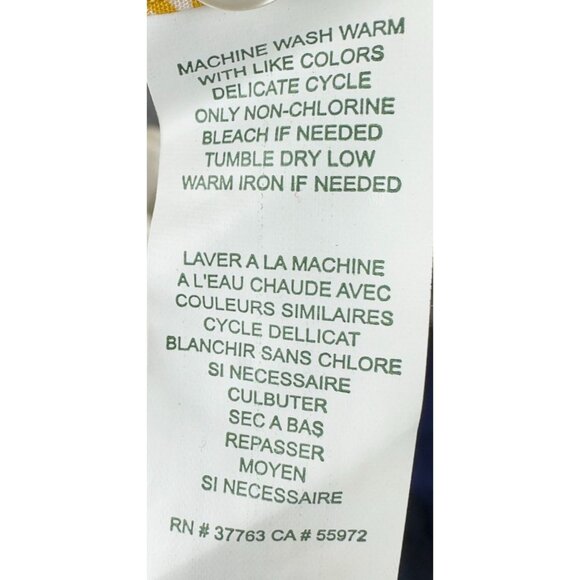 MACHINE WASH WARM
WITH LIKE COLORS
DELICATE CYCLE
ONLY NON-CHLORINE
BLEACH IF NEEDED
TUMBLE DRY LOW
WARM IRON IF NEEDED
LAVER A LA MACHINE
A L'EAU CHAUDE AVEC
COULEURS SIMILAIRES
CYCLE DELLICAT
BLANCHIR SANS CHLORE
SI NECESSAIRE
CULBUTER
SEC A BAS
REPASSER
MOYEN
SI NECESSAIRE
RN # 37763 CA # 55972